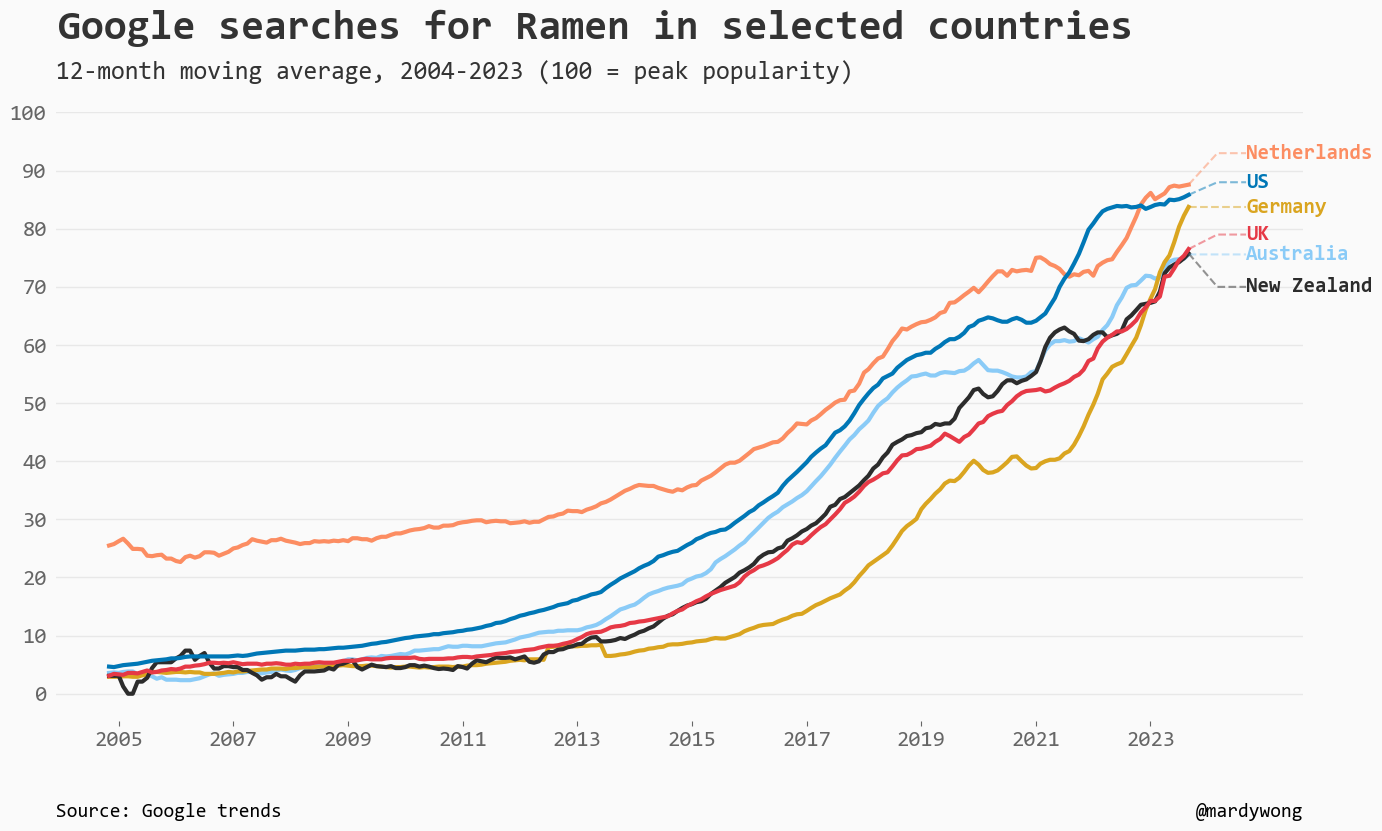 Google searches for Ramen in selected countries
12-month moving average, 2004-2023 (100 = peak popularity)
100
90
80
70
60
50
40
30
20
10
0
Netherlands
US
Germany
UK
Australia
New Zealand
2005 2007 2009 2011 2013 2015 2017 2019 2021 2023
Source: Google trends
@mardywong